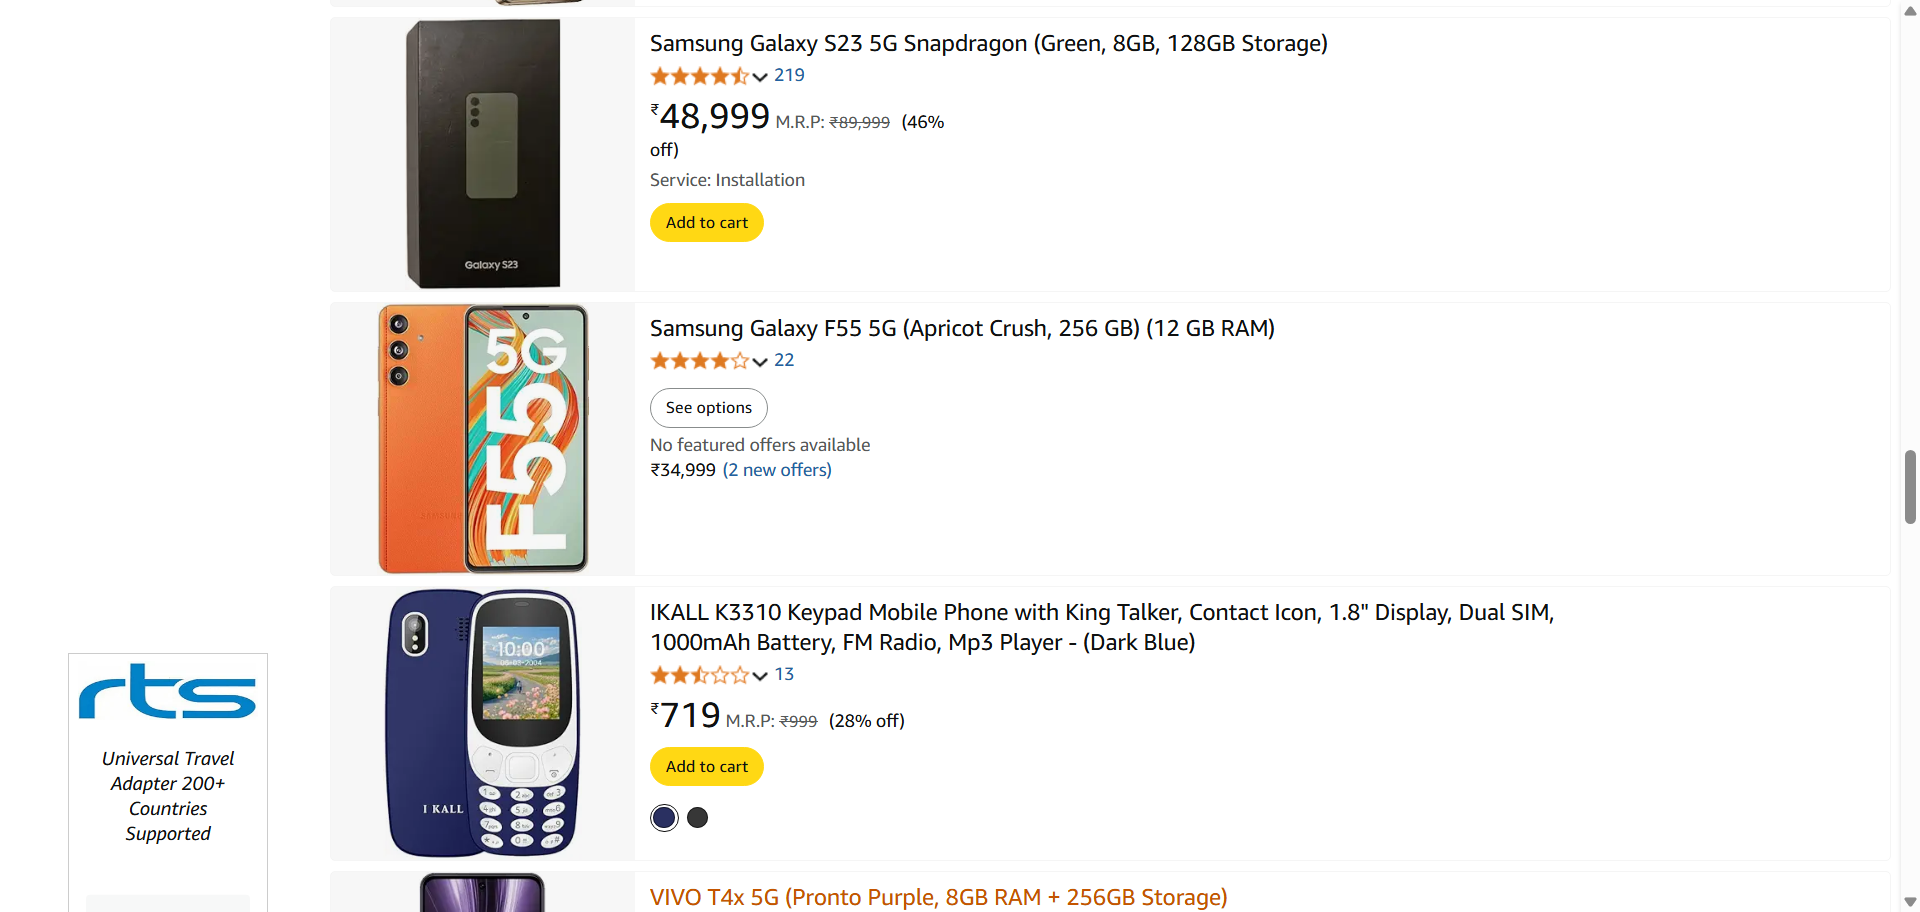 Samsung Galaxy S23 5G Snapdragon (Green, 8GB, 128GB Storage)
219
₹48,999 M.R.P: ₹89,999 (46%
off)
Service: Installation
Add to cart
Galaxy S23
Samsung Galaxy F55 5G (Apricot Crush, 256 GB) (12 GB RAM)
22
See options
No featured offers available
₹34,999 (2 new offers)
5G
F55
SAMSUNG
IKALL K3310 Keypad Mobile Phone with King Talker, Contact Icon, 1.8" Display, Dual SIM,
1000mAh Battery, FM Radio, Mp3 Player - (Dark Blue)
13
₹719 M.R.P: ₹999 (28% off)
Add to cart
10:00
I KALL
rts
Universal Travel
Adapter 200+
Countries
Supported
VIVO T4x 5G (Pronto Purple, 8GB RAM + 256GB Storage)